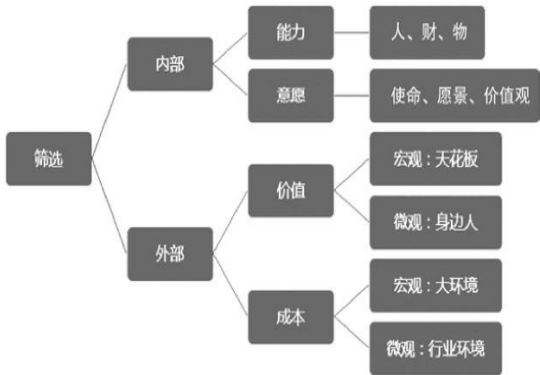 筛选
内部
外部
能力
意愿
价值
成本
人、财、物
使命、愿景、价值观
宏观：天花板
微观：身边人
宏观：大环境
微观：行业环境